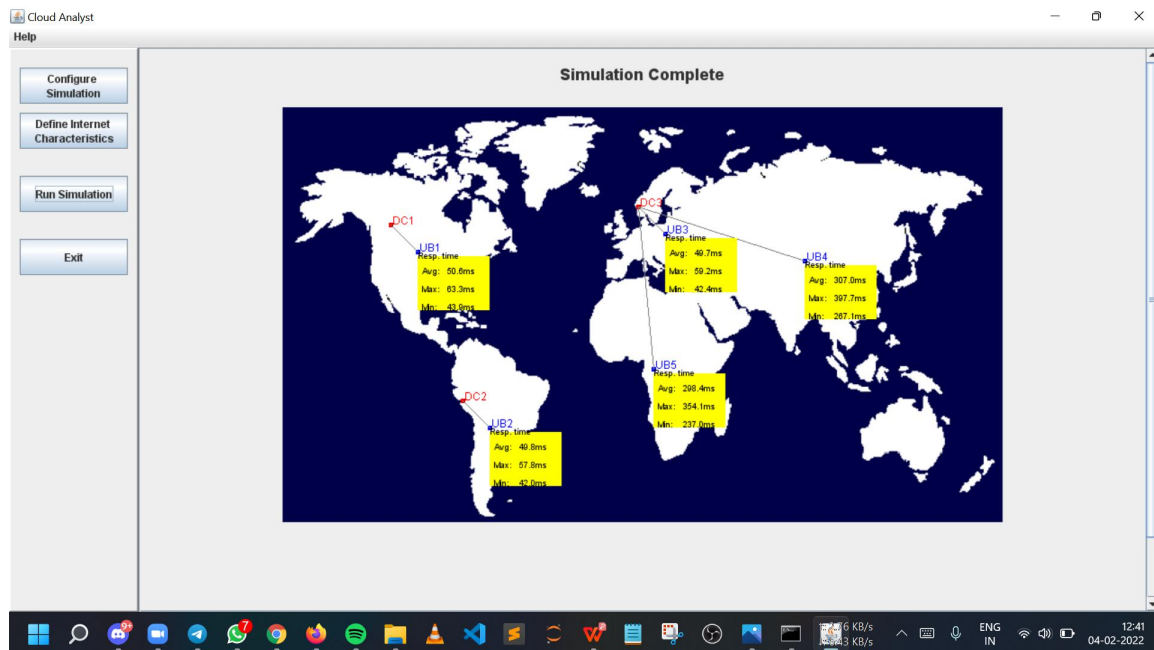 Cloud Analyst
Help
Configure
Simulation
Define Internet
Characteristics
Run Simulation
Exit
Simulation Complete
DC1
UB1
Resp. time
Avg: 50.6ms
Max: 63.3ms
Min: 43.9ms
DC2
UB2
Resp. time
Avg: 49.8ms
Max: 57.8ms
Min: 42.0ms
DC3
UB3
Resp. time
Avg: 49.7ms
Max: 59.2ms
Min: 42.4ms
UB4
Resp. time
Avg: 307.0ms
Max: 397.7ms
Min: 267.1ms
UB5
Resp. time
Avg: 298.4ms
Max: 354.1ms
Min: 237.0ms
9+
7
KB/s
KB/s
ENG
IN
12:41
04-02-2022